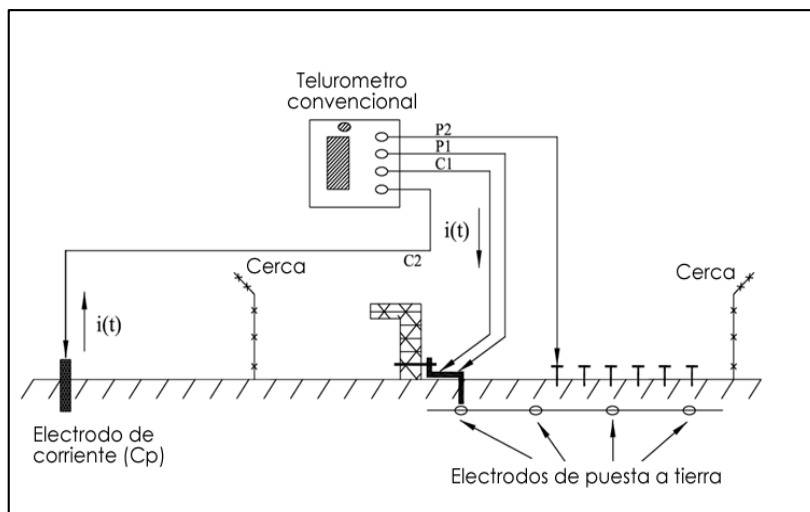 Telurometro
convencional
P2
P1
C1
i(t)
C2
Cerca
Cerca
i(t)
Electrodo de
corriente (Cp)
Electrodos de puesta a tierra